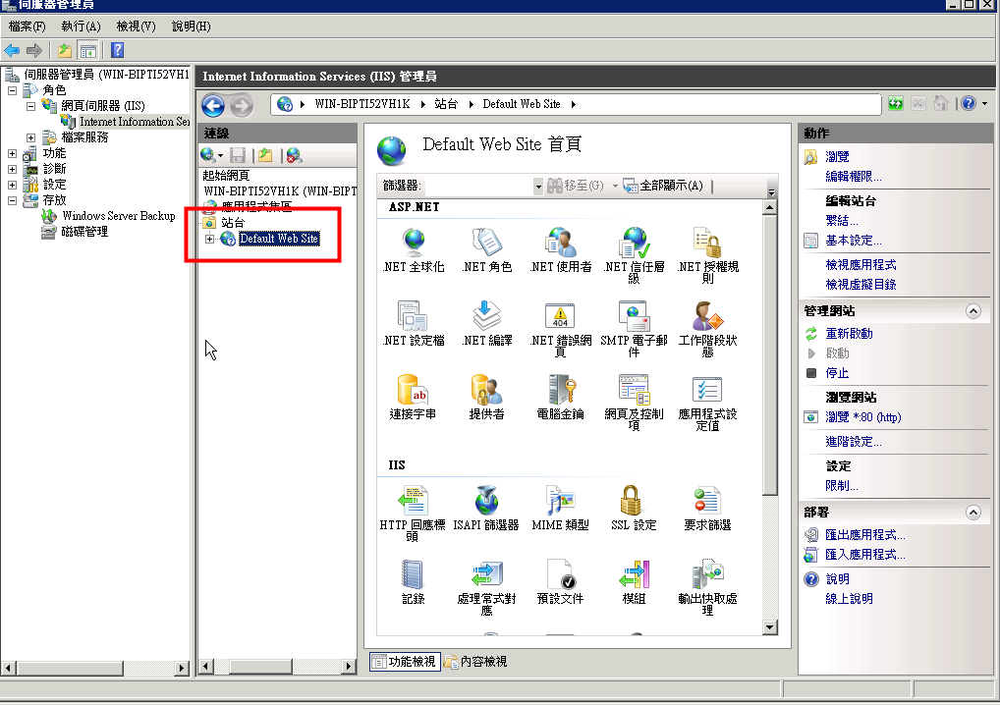 伺服器管理員
檔案(F) 執行(A) 檢視(V) 說明(H)
伺服器管理員 (WIN-BIPTI52VH1
角色
網頁伺服器 (IIS)
Internet Information Ser
檔案服務
功能
診斷
設定
存放
Windows Server Backup
磁碟管理
Internet Information Services (IIS) 管理員
WIN-BIPTI52VH1K 站台 Default Web Site
連線
起始網頁
WIN-BIPTI52VH1K (WIN-BIPT
應用程式集區
站台
Default Web Site
Default Web Site 首頁
篩選器: 移至(G) 全部顯示(A)
ASP.NET
.NET 全球化
.NET 角色
.NET 使用者
.NET 信任層級
.NET 授權規則
.NET 設定檔
.NET 編譯
.NET 錯誤網頁
404
SMTP 電子郵件
工作階段狀態
ab
連接字串
提供者
電腦金鑰
網頁及控制項
應用程式設定值
IIS
HTTP 回應標頭
ISAPI 篩選器
MIME 類型
SSL 設定
要求篩選
記錄
處理常式對應
預設文件
模組
輸出快取處理
功能檢視 內容檢視
動作
瀏覽
編輯權限...
編輯站台
繫結...
基本設定...
檢視應用程式
檢視虛擬目錄
管理網站
重新啟動
啟動
停止
瀏覽網站
瀏覽 *:80 (http)
進階設定...
設定
限制...
部署
匯出應用程式...
匯入應用程式...
說明
線上說明